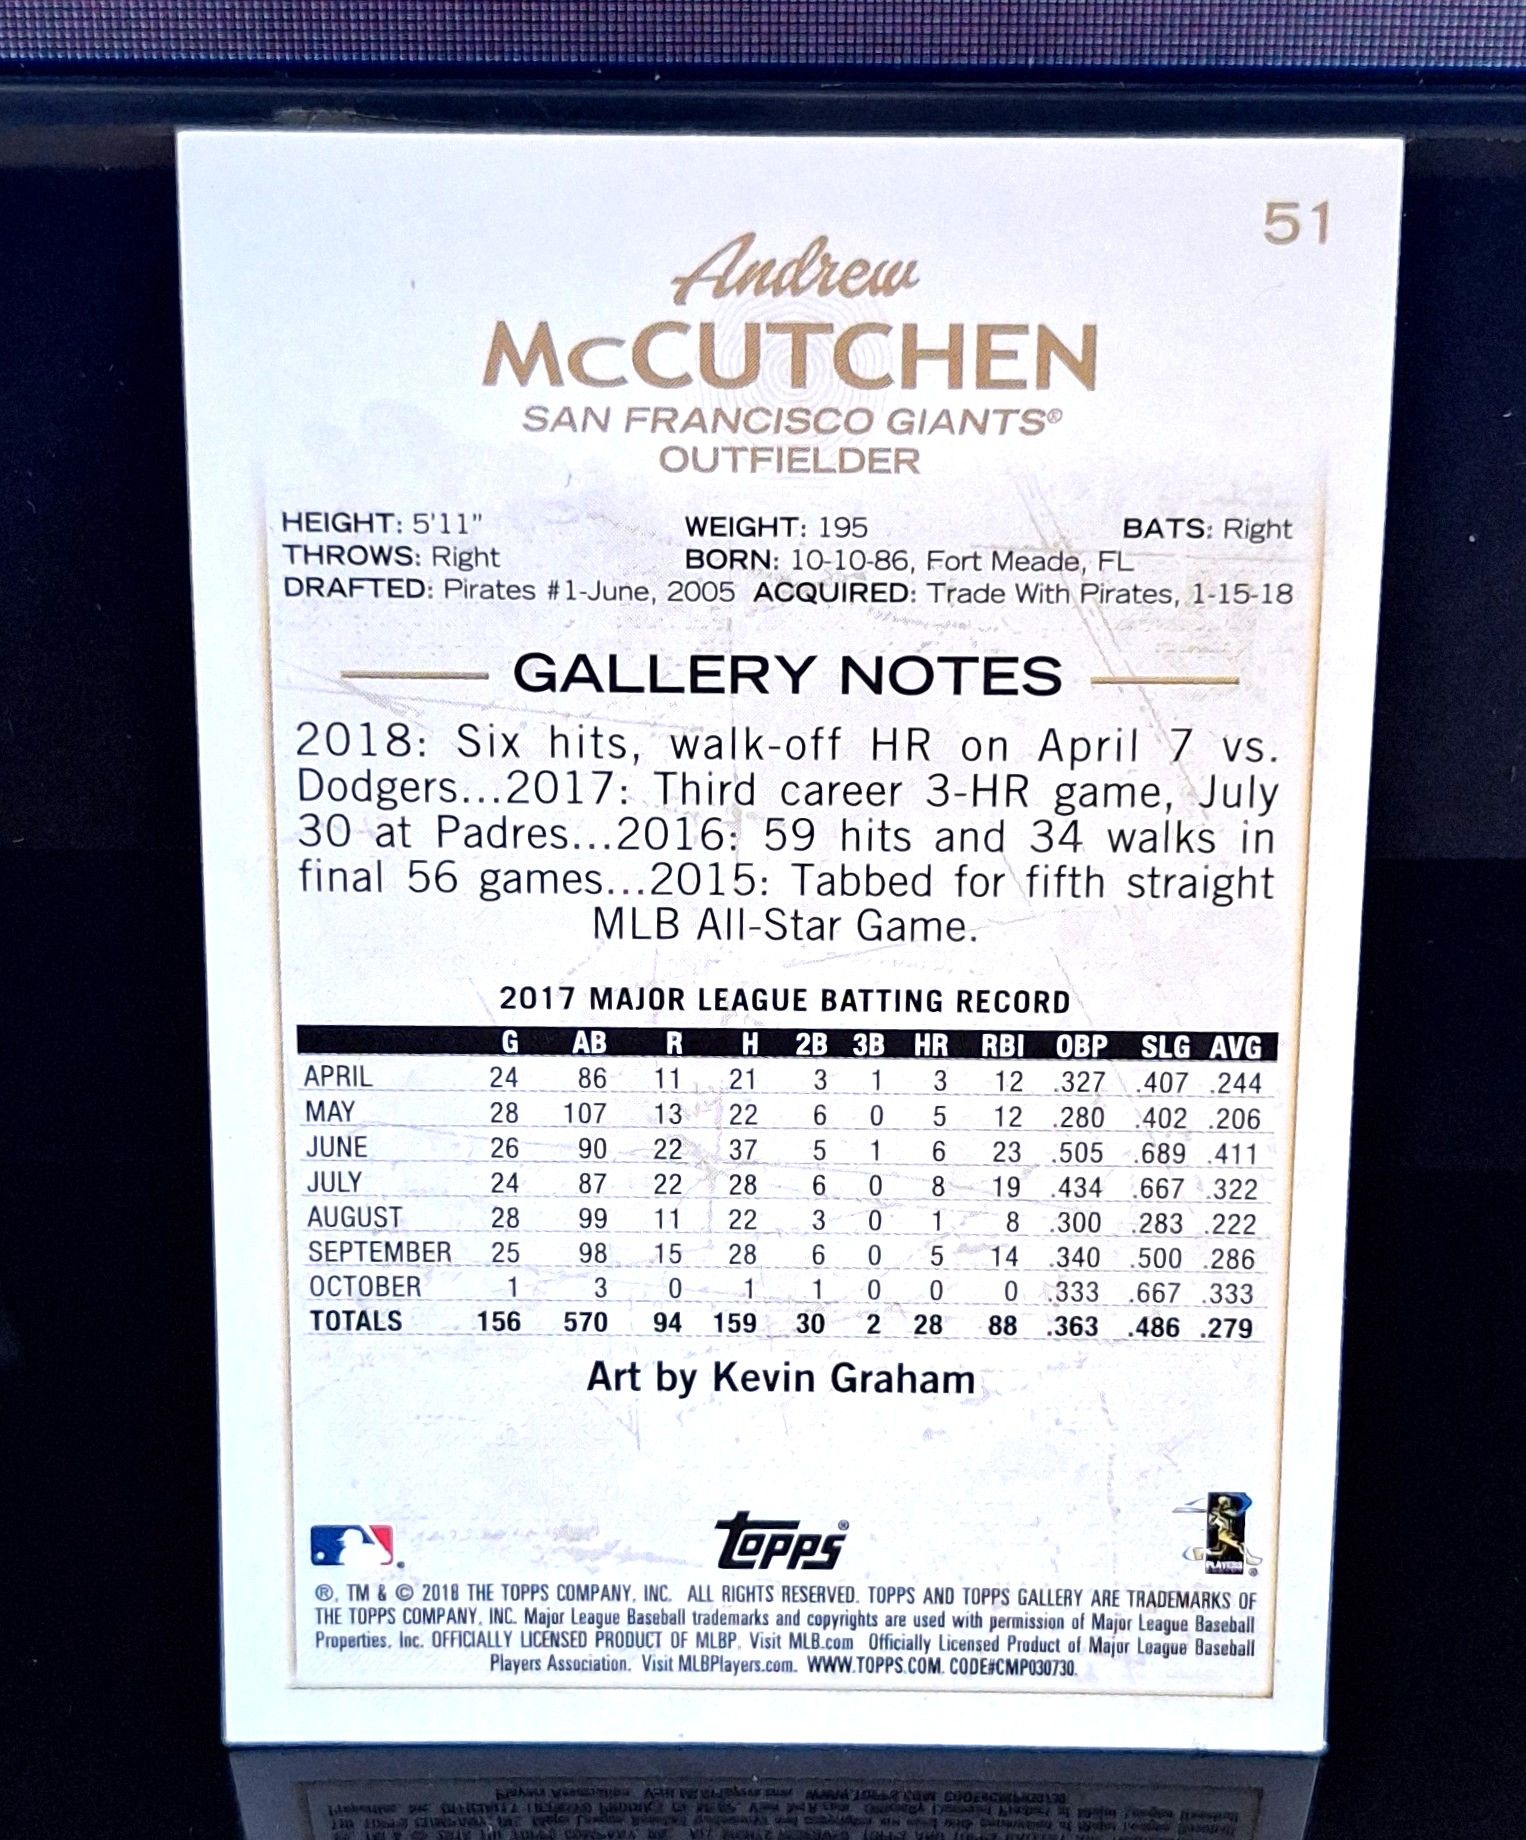 51
Andrew
McCUTCHEN
SAN FRANCISCO GIANTS®
OUTFIELDER
HEIGHT: 5'11" WEIGHT: 195 BATS: Right
THROWS: Right BORN: 10-10-86, Fort Meade, FL
DRAFTED: Pirates #1-June, 2005 ACQUIRED: Trade With Pirates, 1-15-18
GALLERY NOTES
2018: Six hits, walk-off HR on April 7 vs.
Dodgers...2017: Third career 3-HR game, July
30 at Padres...2016: 59 hits and 34 walks in
final 56 games...2015: Tabbed for fifth straight
MLB All-Star Game.
2017 MAJOR LEAGUE BATTING RECORD
G AB R H 2B 3B HR RBI OBP SLG AVG
APRIL 24 86 11 21 3 1 3 12 .327 .407 .244
MAY 28 107 13 22 6 0 5 12 .280 .402 .206
JUNE 26 90 22 37 5 1 6 23 .505 .689 .411
JULY 24 87 22 28 6 0 8 19 .434 .667 .322
AUGUST 28 99 11 22 3 0 1 8 .300 .283 .222
SEPTEMBER 25 98 15 28 6 0 5 14 .340 .500 .286
OCTOBER 1 3 0 1 1 0 0 0 .333 .667 .333
TOTALS 156 570 94 159 30 2 28 88 .363 .486 .279
Art by Kevin Graham
topps®
PLAYERS
®, TM & © 2018 THE TOPPS COMPANY, INC. ALL RIGHTS RESERVED. TOPPS AND TOPPS GALLERY ARE TRADEMARKS OF
THE TOPPS COMPANY, INC. Major League Baseball trademarks and copyrights are used with permission of Major League Baseball
Properties, Inc. OFFICIALLY LICENSED PRODUCT OF MLBP. Visit MLB.com Officially Licensed Product of Major League Baseball
Players Association. Visit MLBPlayers.com. WWW.TOPPS.COM. CODE#CMP030730.